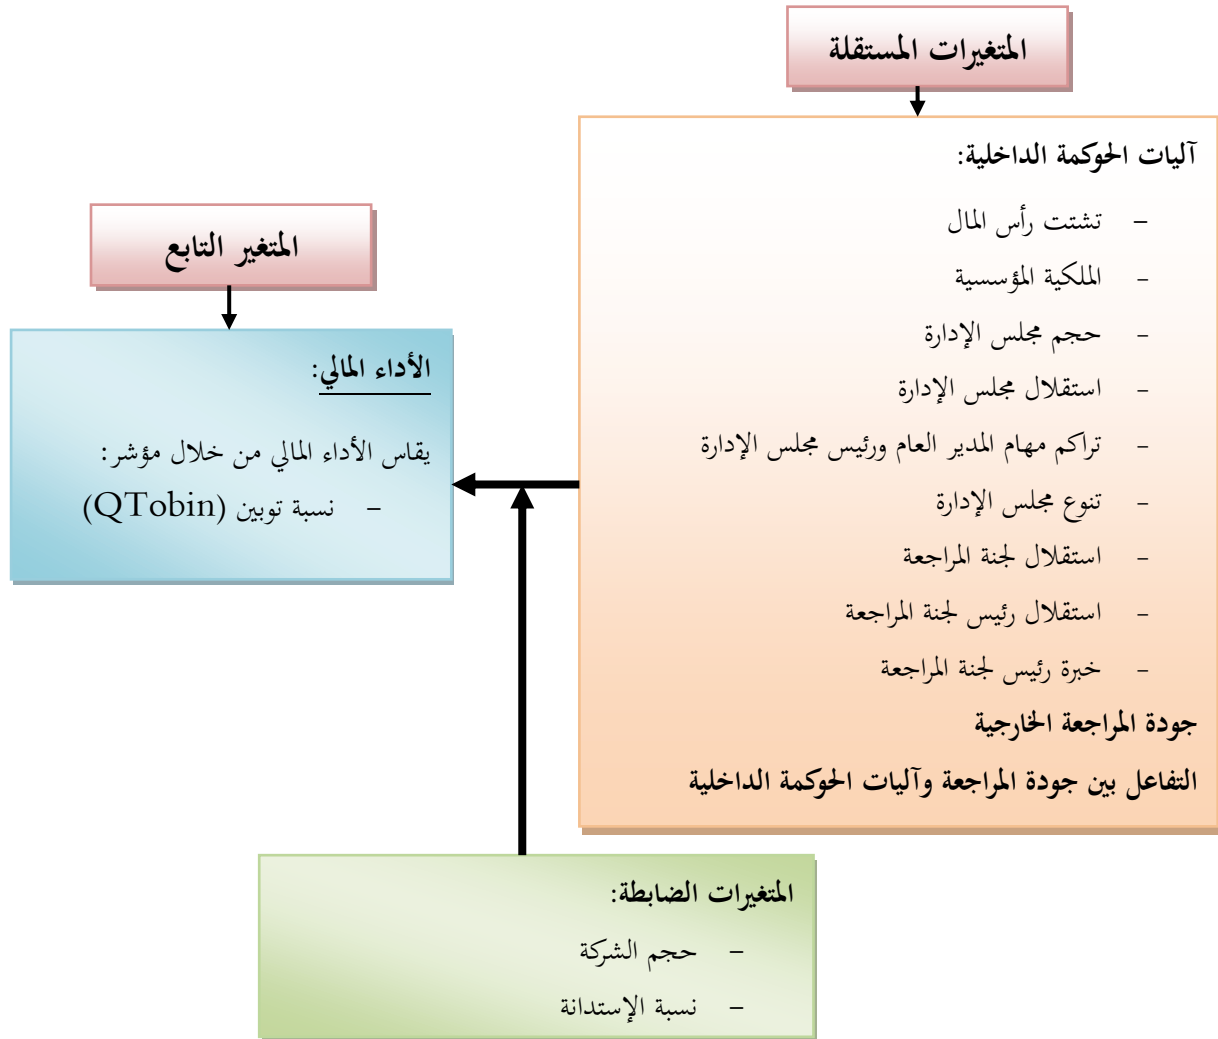 المتغيرات المستقلة
آليات الحوكمة الداخلية:
– تشتت رأس المال
- الملكية المؤسسية
- حجم مجلس الإدارة
- استقلال مجلس الإدارة
- تراكم مهام المدير العام ورئيس مجلس الإدارة
- تنوع مجلس الإدارة
- استقلال لجنة المراجعة
- استقلال رئيس لجنة المراجعة
- خبرة رئيس لجنة المراجعة
جودة المراجعة الخارجية
التفاعل بين جودة المراجعة وآليات الحوكمة الداخلية
المتغير التابع
الأداء المالي:
يقاس الأداء المالي من خلال مؤشر:
– نسبة توبين (QTobin)
المتغيرات الضابطة:
– حجم الشركة
– نسبة الإستدانة